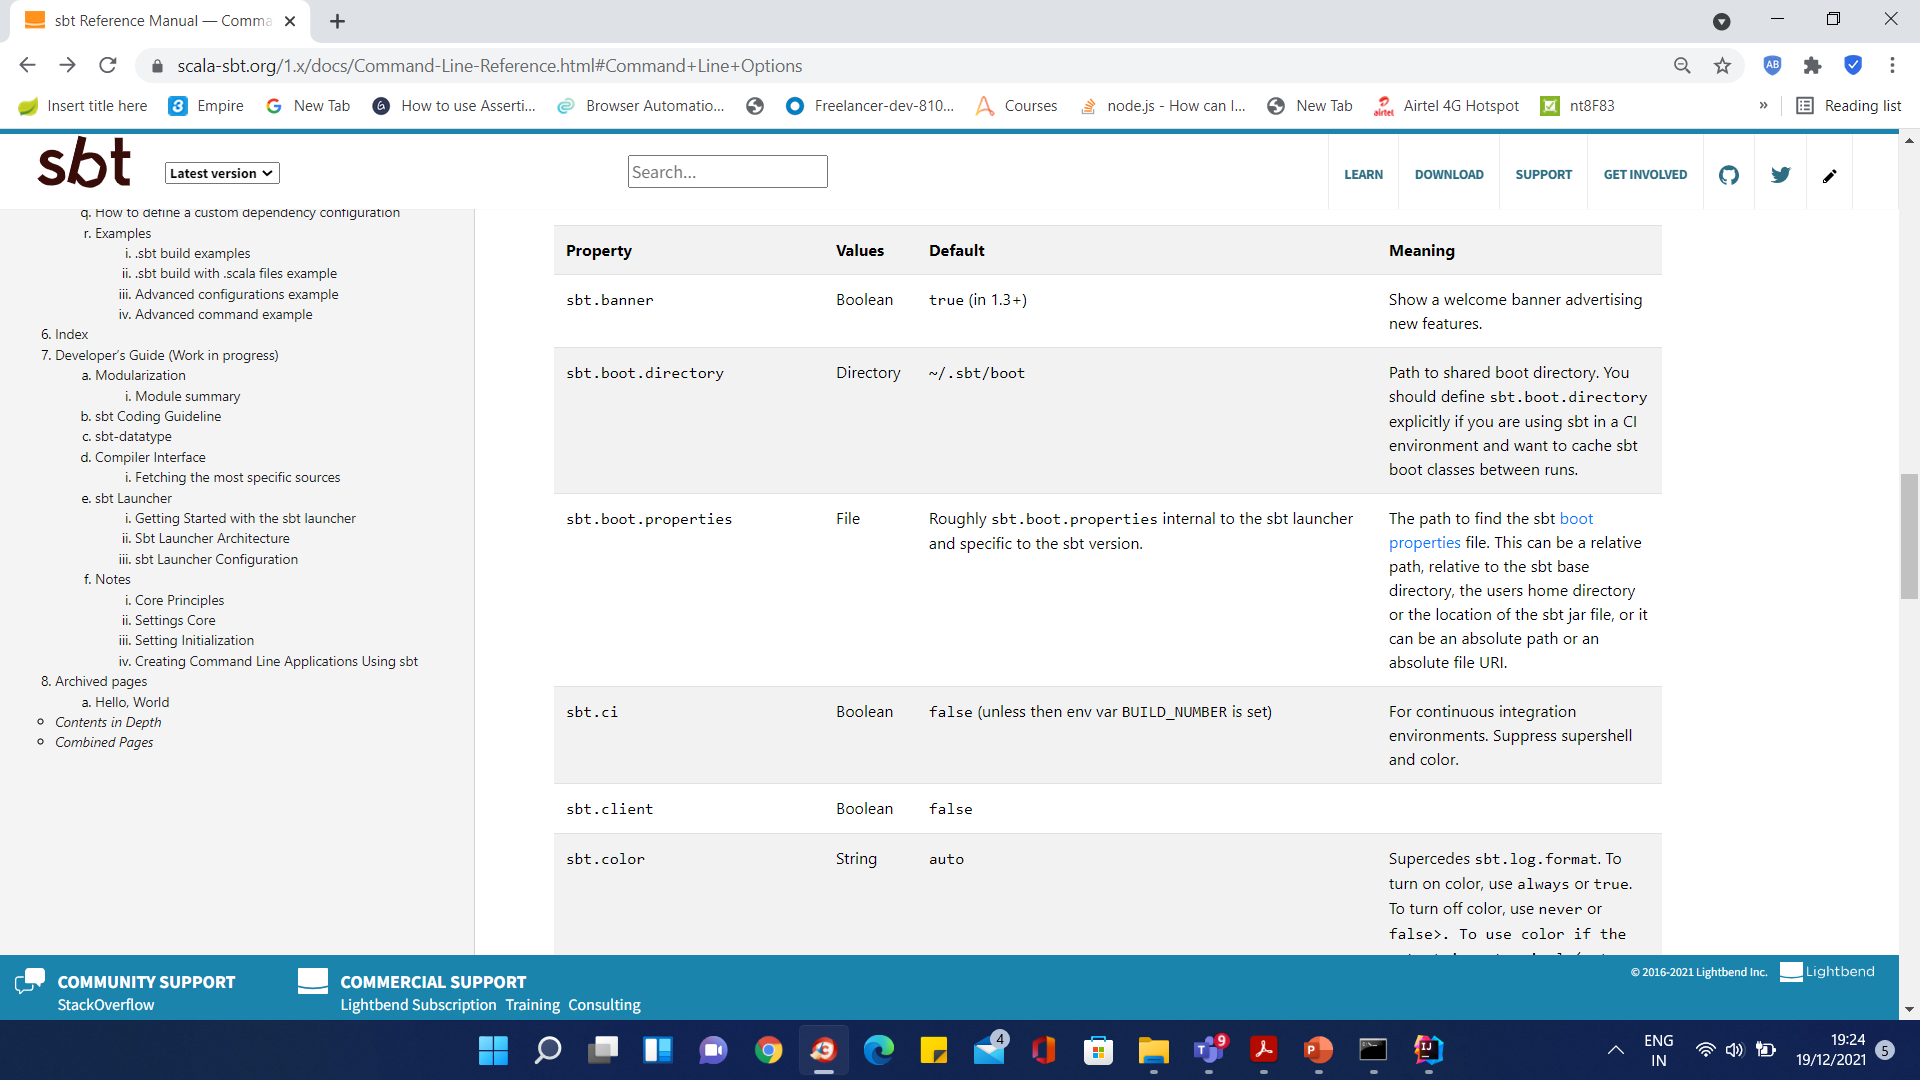 sbt Reference Manual — Comma
scala-sbt.org/1.x/docs/Command-Line-Reference.html#Command+Line+Options
AB
Insert title here
Empire
New Tab
How to use Asserti...
Browser Automatio...
Freelancer-dev-810...
Courses
node.js - How can I...
New Tab
airtel
Airtel 4G Hotspot
nt8F83
»
Reading list
sbt
Latest version
Search...
LEARN
DOWNLOAD
SUPPORT
GET INVOLVED
q. How to define a custom dependency configuration
r. Examples
i. .sbt build examples
ii. .sbt build with .scala files example
iii. Advanced configurations example
iv. Advanced command example
6. Index
7. Developer's Guide (Work in progress)
a. Modularization
i. Module summary
b. sbt Coding Guideline
c. sbt-datatype
d. Compiler Interface
i. Fetching the most specific sources
e. sbt Launcher
i. Getting Started with the sbt launcher
ii. Sbt Launcher Architecture
iii. sbt Launcher Configuration
f. Notes
i. Core Principles
ii. Settings Core
iii. Setting Initialization
iv. Creating Command Line Applications Using sbt
8. Archived pages
a. Hello, World
Contents in Depth
Combined Pages
Property Values Default Meaning
sbt.banner Boolean true (in 1.3+) Show a welcome banner advertising
new features.
sbt.boot.directory Directory ~/.sbt/boot Path to shared boot directory. You
should define sbt.boot.directory
explicitly if you are using sbt in a CI
environment and want to cache sbt
boot classes between runs.
sbt.boot.properties File Roughly sbt.boot.properties internal to the sbt launcher The path to find the sbt boot
and specific to the sbt version. properties file. This can be a relative
path, relative to the sbt base
directory, the users home directory
or the location of the sbt jar file, or it
can be an absolute path or an
absolute file URI.
sbt.ci Boolean false (unless then env var BUILD_NUMBER is set) For continuous integration
environments. Suppress supershell
and color.
sbt.client Boolean false
sbt.color String auto Supercedes sbt.log.format. To
turn on color, use always or true.
To turn off color, use never or
false>. To use color if the
COMMUNITY SUPPORT
StackOverflow
COMMERCIAL SUPPORT
Lightbend Subscription Training Consulting
© 2016-2021 Lightbend Inc.
Lightbend
4
9
ENG
IN
19:24
19/12/2021
5